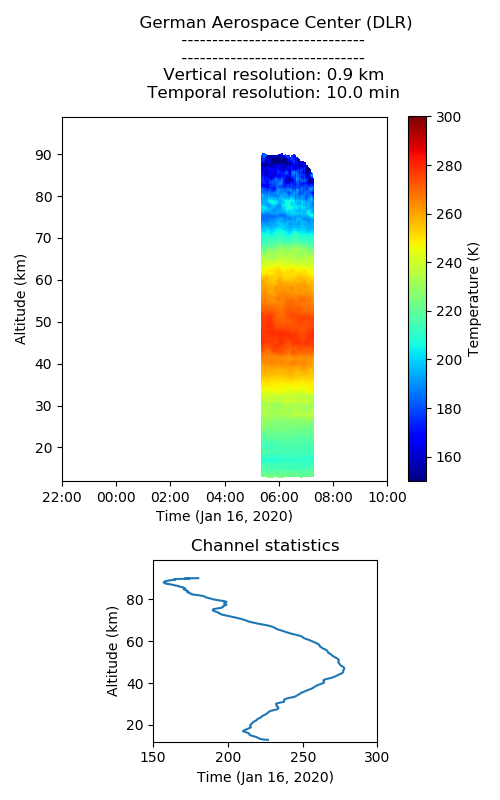 German Aerospace Center (DLR)
------------------------------
------------------------------
Vertical resolution: 0.9 km
Temporal resolution: 10.0 min
90
80
70
60
50
40
30
20
Altitude (km)
22:00 00:00 02:00 04:00 06:00 08:00 10:00
Time (Jan 16, 2020)
300
280
260
240
220
200
180
160
Temperature (K)
Channel statistics
80
60
40
20
Altitude (km)
150 200 250 300
Time (Jan 16, 2020)